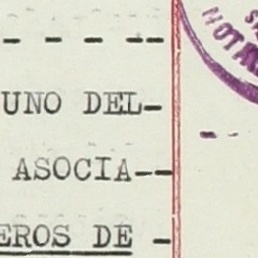 - - - --
UNO DEL-
ASOCIA--
EROS DE -